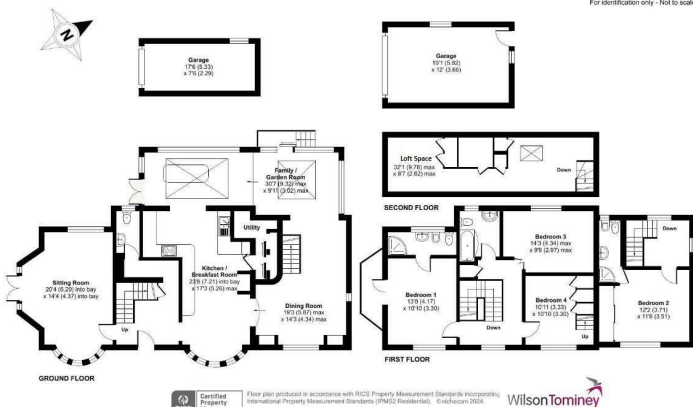 For identification only - Not to scale
N
Garage
17'6 (5.33)
x 7'6 (2.29)
Garage
19'1 (5.82)
x 12' (3.66)
Loft Space
32'1 (9.78) max
x 8'7 (2.62) max
Down
SECOND FLOOR
Family /
Garden Room
30'7 (9.32) max
x 9'11 (3.02) max
Utility
Sitting Room
20'4 (6.20) into bay
x 14'4 (4.37) into bay
Kitchen /
Breakfast Room
23'8 (7.21) into bay
x 17'3 (5.26) max
Dining Room
19'3 (5.87) max
x 14'3 (4.34) max
Up
GROUND FLOOR
Bedroom 3
14'3 (4.34) max
x 9'9 (2.97) max
Down
Bedroom 1
13'8 (4.17)
x 10'10 (3.30)
Bedroom 4
10'11 (3.33)
x 10'10 (3.30)
Bedroom 2
12'2 (3.71)
x 11'6 (3.51)
Down
Up
FIRST FLOOR
Certified
Property
Floor plan produced in accordance with RICS Property Measurement Standards incorporating
International Property Measurement Standards (IPMS2 Residential). © nichecom 2024.
WilsonTominey